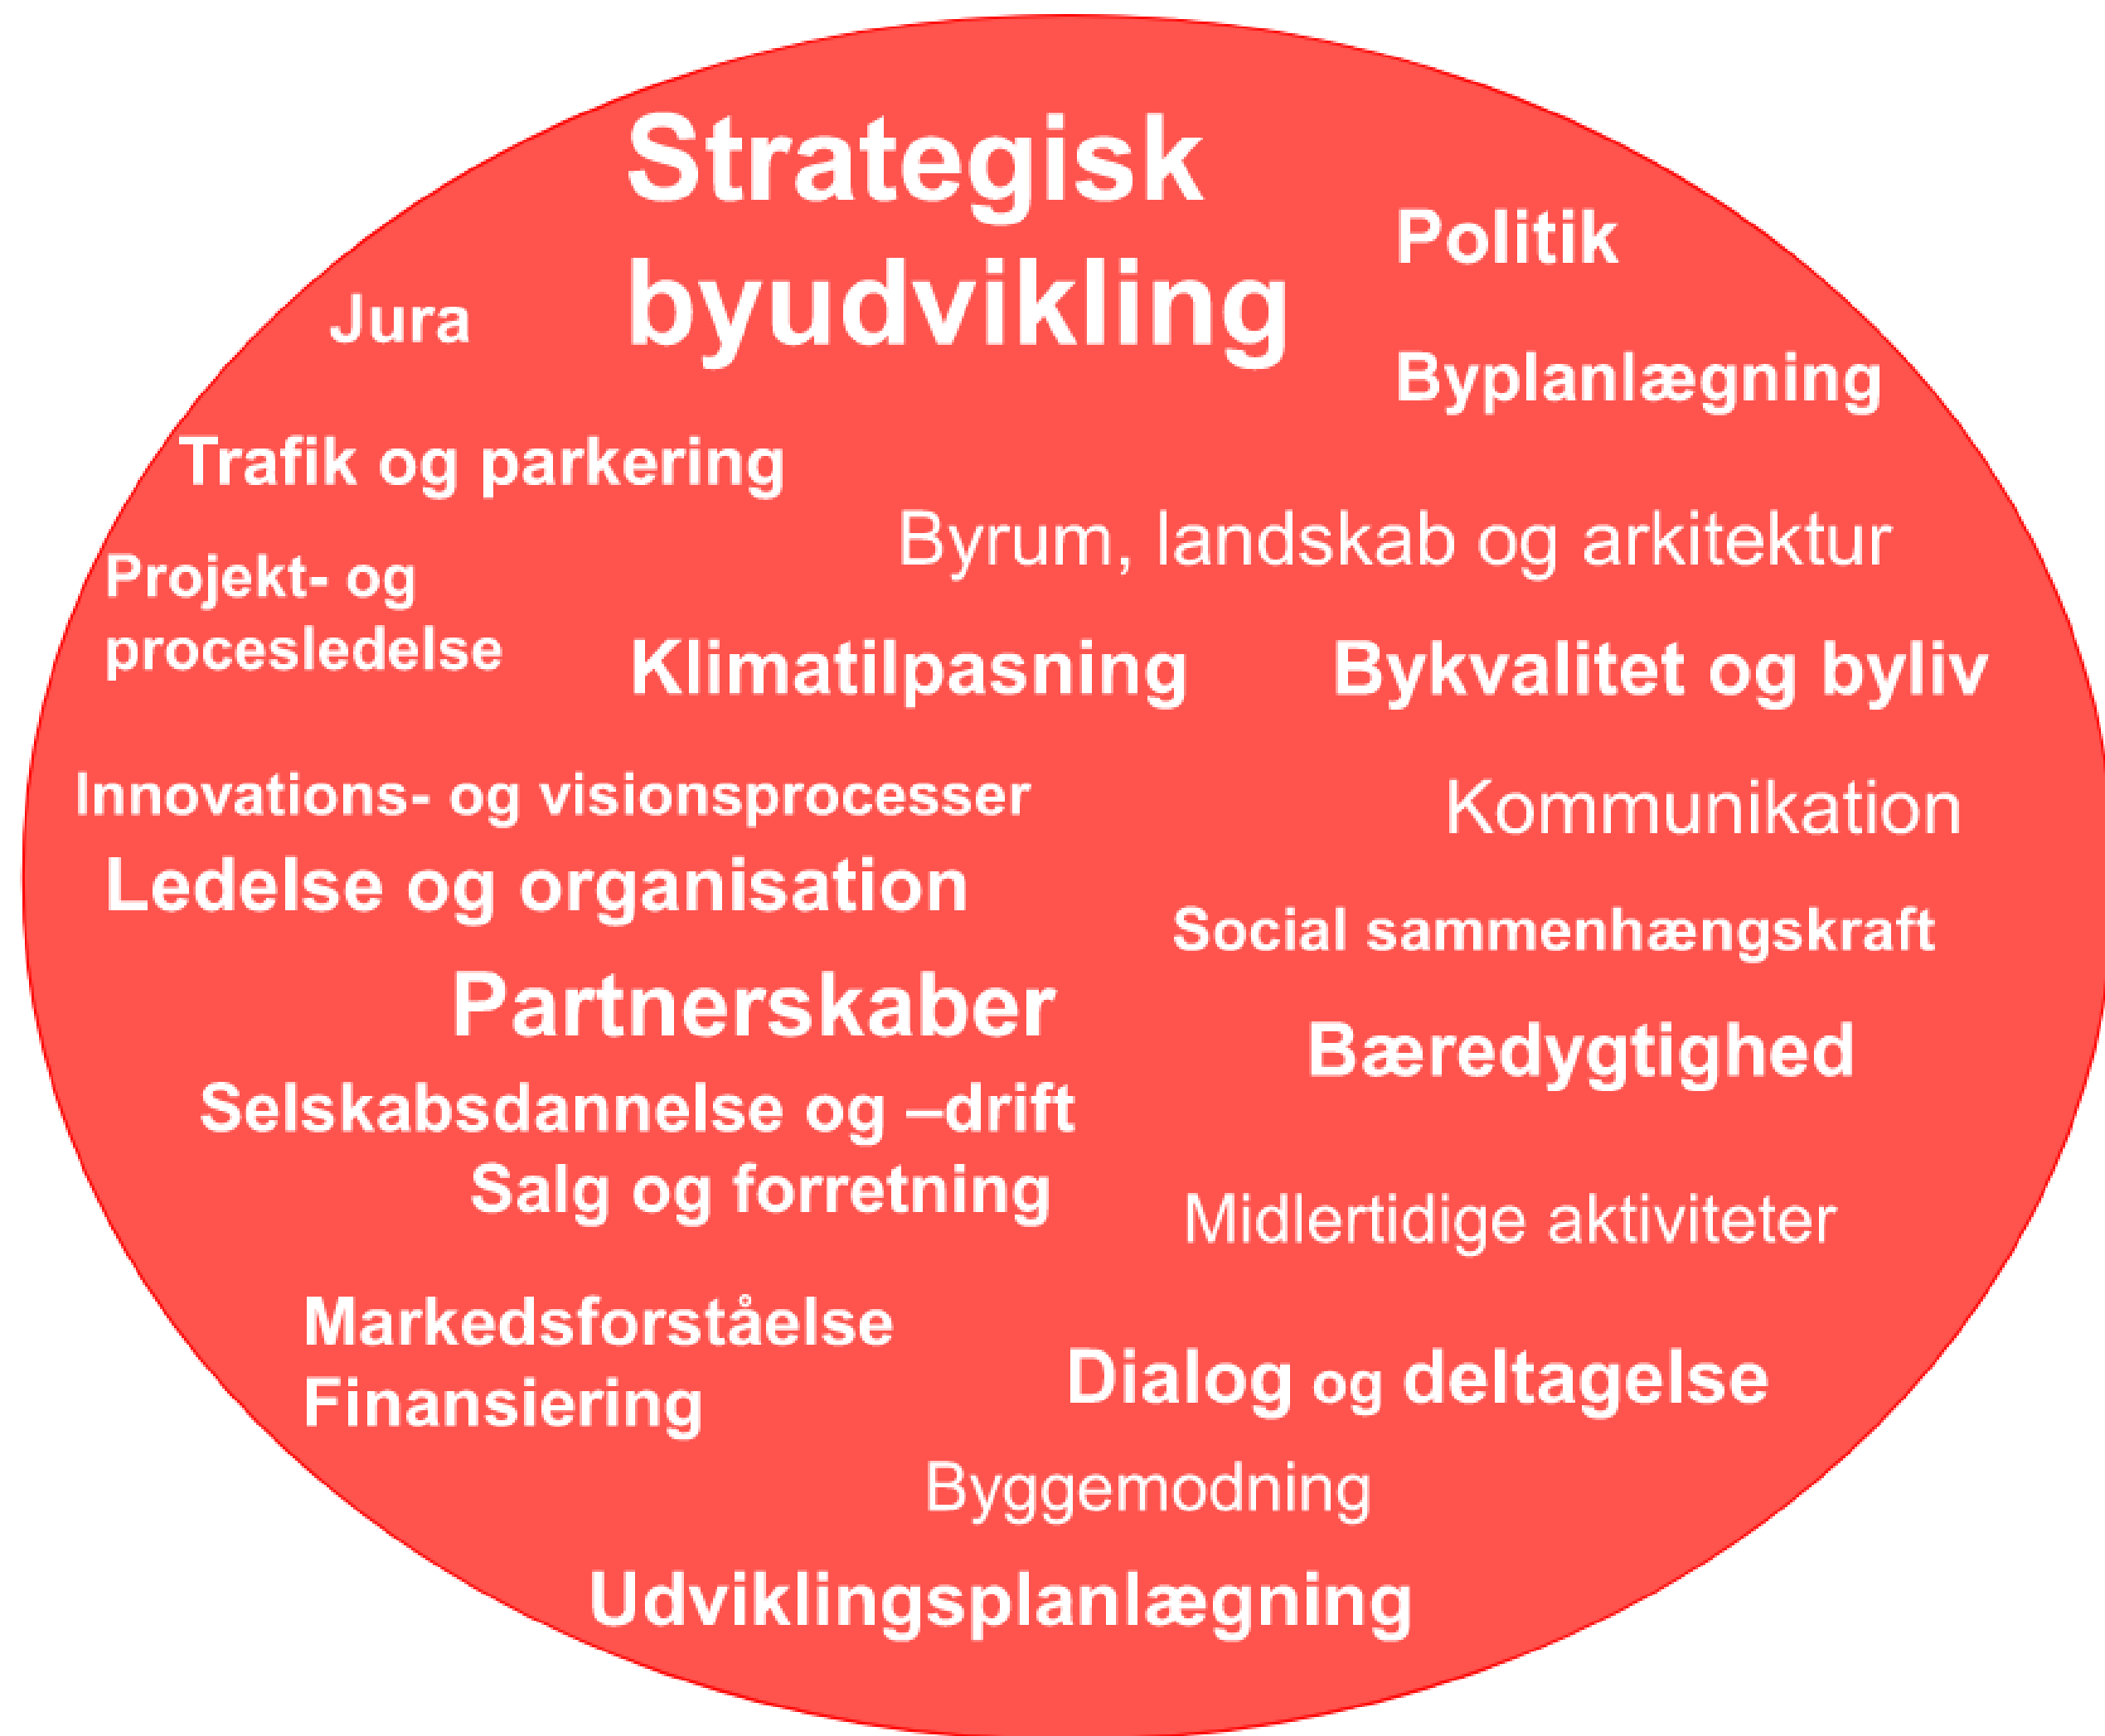 Strategisk
byudvikling
Politik
Jura
Byplanlægning
Trafik og parkering
Byrum, landskab og arkitektur
Projekt- og
procesledelse
Klimatilpasning
Bykvalitet og byliv
Innovations- og visionsprocesser
Kommunikation
Ledelse og organisation
Social sammenhængskraft
Partnerskaber
Bæredygtighed
Selskabsdannelse og –drift
Salg og forretning
Midlertidige aktiviteter
Markedsforståelse
Finansiering
Dialog og deltagelse
Byggemodning
Udviklingsplanlægning